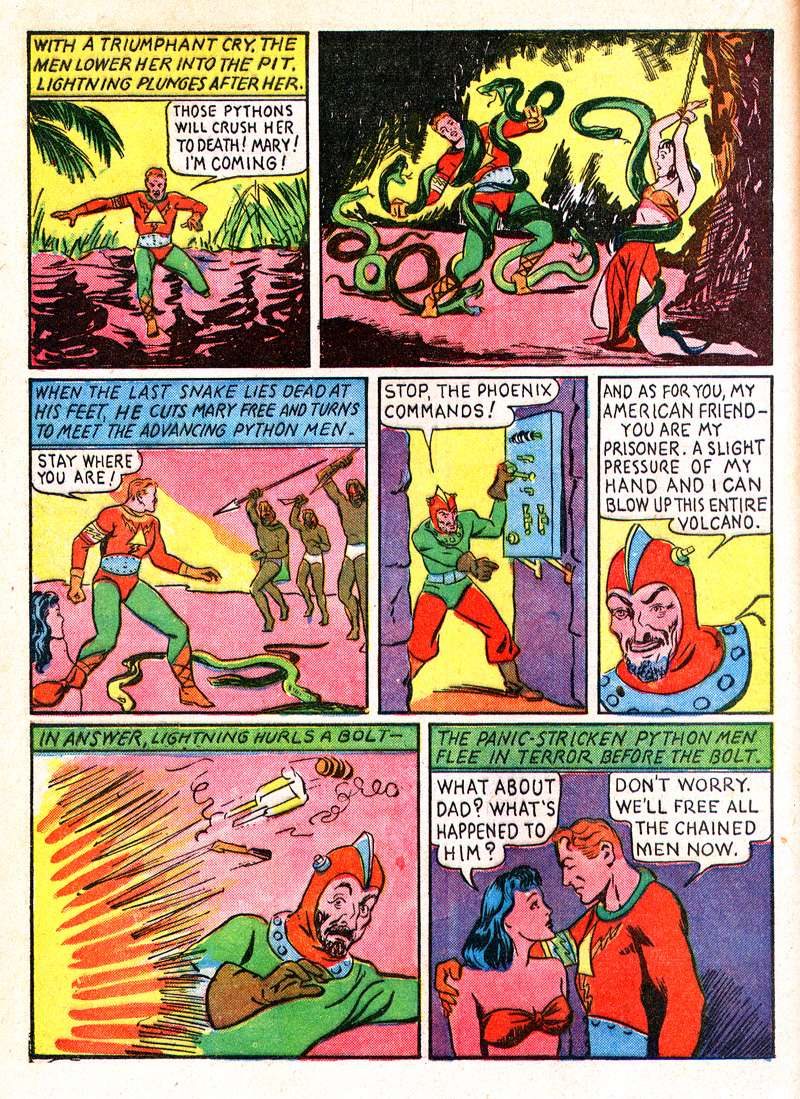 WITH A TRIUMPHANT CRY, THE
MEN LOWER HER INTO THE PIT.
LIGHTNING PLUNGES AFTER HER.
THOSE PYTHONS
WILL CRUSH HER
TO DEATH! MARY!
I'M COMING!
WHEN THE LAST SNAKE LIES DEAD AT
HIS FEET, HE CUTS MARY FREE AND TURNS
TO MEET THE ADVANCING PYTHON MEN.
STAY WHERE
YOU ARE!
STOP, THE PHOENIX
COMMANDS!
AND AS FOR YOU, MY
AMERICAN FRIEND—
YOU ARE MY
PRISONER. A SLIGHT
PRESSURE OF MY
HAND AND I CAN
BLOW UP THIS ENTIRE
VOLCANO.
IN ANSWER, LIGHTNING HURLS A BOLT—
THE PANIC-STRICKEN PYTHON MEN
FLEE IN TERROR BEFORE THE BOLT.
WHAT ABOUT
DAD? WHAT'S
HAPPENED TO
HIM?
DON'T WORRY.
WE'LL FREE ALL
THE CHAINED
MEN NOW.